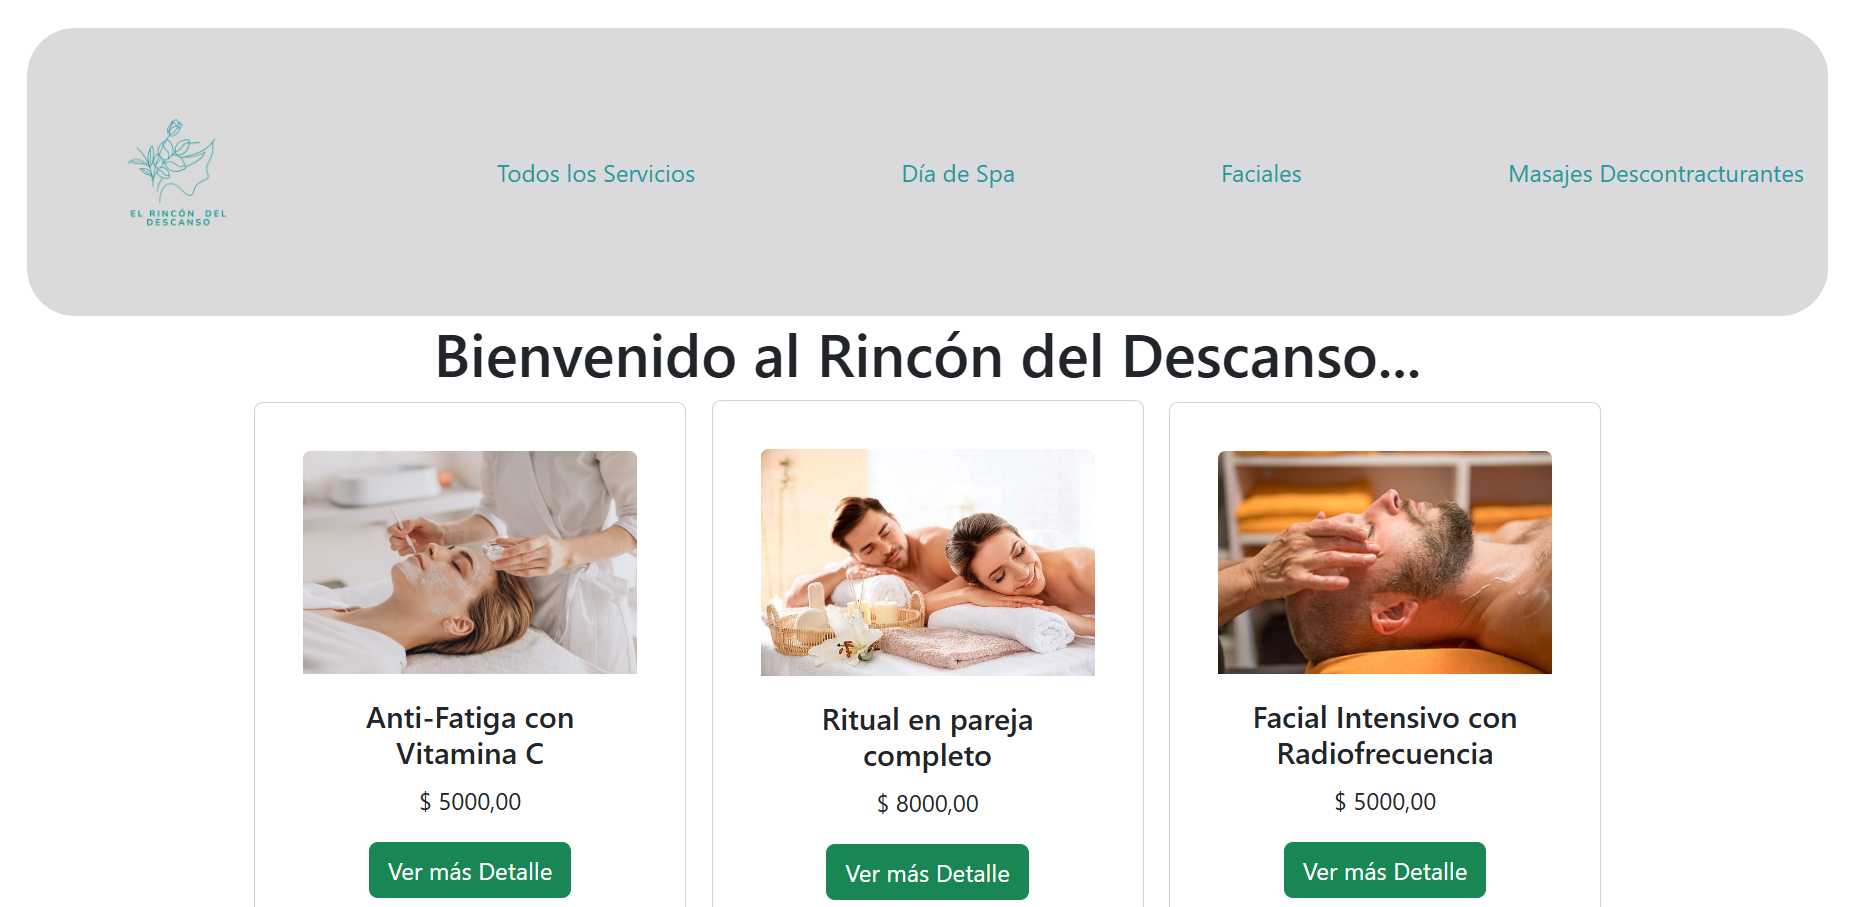 EL RINCÓN DEL
DESCANSO
Todos los Servicios
Día de Spa
Faciales
Masajes Descontracturantes
Bienvenido al Rincón del Descanso...
Anti-Fatiga con
Vitamina C
$ 5000,00
Ver más Detalle
Ritual en pareja
completo
$ 8000,00
Ver más Detalle
Facial Intensivo con
Radiofrecuencia
$ 5000,00
Ver más Detalle